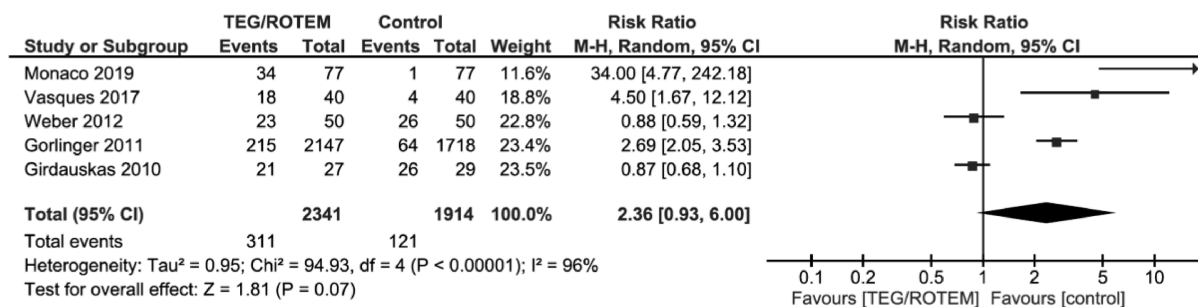 TEG/ROTEM Control Risk Ratio Risk Ratio
Study or Subgroup Events Total Events Total Weight M-H, Random, 95% CI M-H, Random, 95% CI
Monaco 2019 34 77 1 77 11.6% 34.00 [4.77, 242.18]
Vasques 2017 18 40 4 40 18.8% 4.50 [1.67, 12.12]
Weber 2012 23 50 26 50 22.8% 0.88 [0.59, 1.32]
Gorlinger 2011 215 2147 64 1718 23.4% 2.69 [2.05, 3.53]
Girdauskas 2010 21 27 26 29 23.5% 0.87 [0.68, 1.10]
Total (95% CI) 2341 1914 100.0% 2.36 [0.93, 6.00]
Total events 311 121
Heterogeneity: Tau² = 0.95; Chi² = 94.93, df = 4 (P < 0.00001); I² = 96%
Test for overall effect: Z = 1.81 (P = 0.07)
0.1 0.2 0.5 1 2 5 10
Favours [TEG/ROTEM] Favours [control]